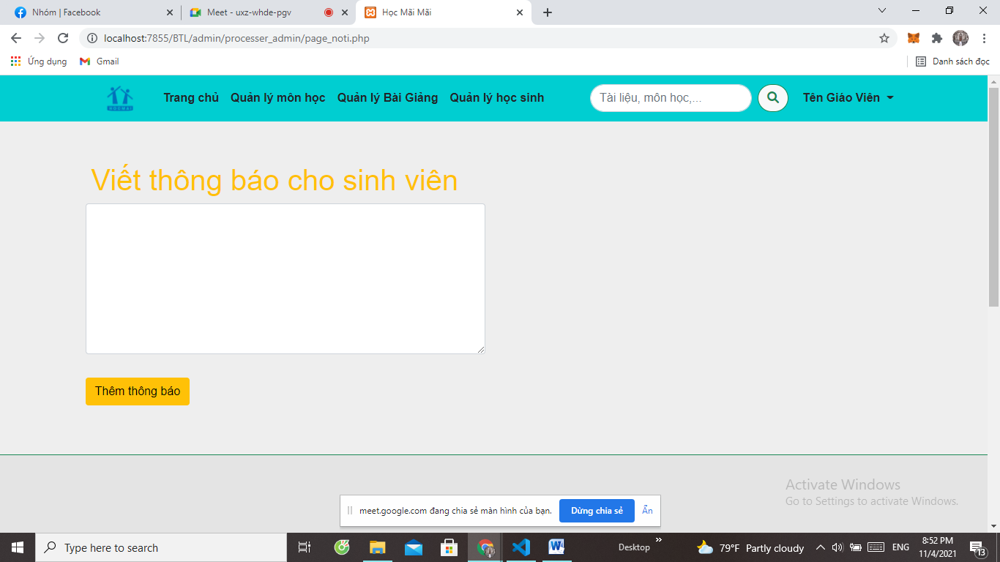 Nhóm | Facebook
Meet - uxz-whde-pgv
Học Mãi Mãi
localhost:7855/BTL/admin/processer_admin/page_noti.php
Ứng dụng
Gmail
Danh sách đọc
HOCMAI
Trang chủ
Quản lý môn học
Quản lý Bài Giảng
Quản lý học sinh
Tài liệu, môn học,...
Tên Giáo Viên
Viết thông báo cho sinh viên
Thêm thông báo
Activate Windows
Go to Settings to activate Windows.
meet.google.com đang chia sẻ màn hình của bạn.
Dừng chia sẻ
Ẩn
Type here to search
Desktop
79°F Partly cloudy
ENG
8:52 PM
11/4/2021
13